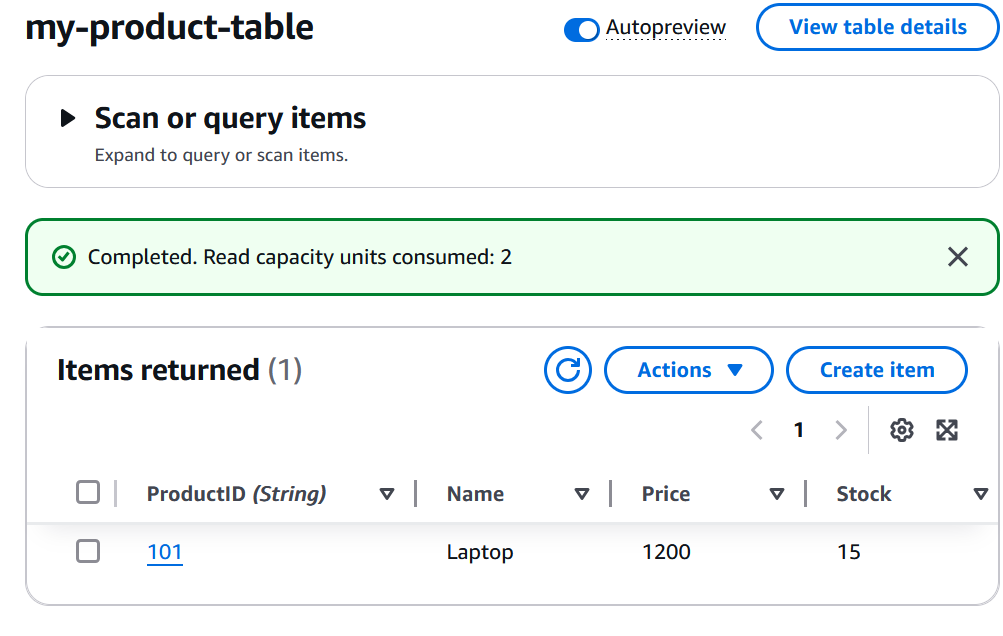 my-product-table
Autopreview
View table details
Scan or query items
Expand to query or scan items.
Completed. Read capacity units consumed: 2
Items returned (1)
Actions
Create item
1
ProductID (String) Name Price Stock
101 Laptop 1200 15